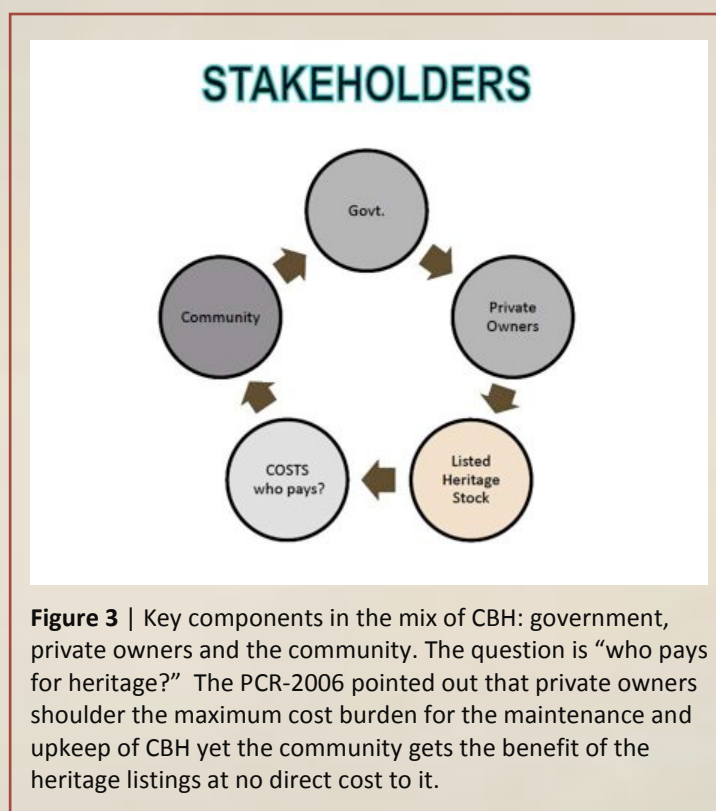 STAKEHOLDERS
Govt.
Community
Private
Owners
COSTS
who pays?
Listed
Heritage
Stock
Figure 3 | Key components in the mix of CBH: government,
private owners and the community. The question is “who pays
for heritage?”  The PCR-2006 pointed out that private owners
shoulder the maximum cost burden for the maintenance and
upkeep of CBH yet the community gets the benefit of the
heritage listings at no direct cost to it.